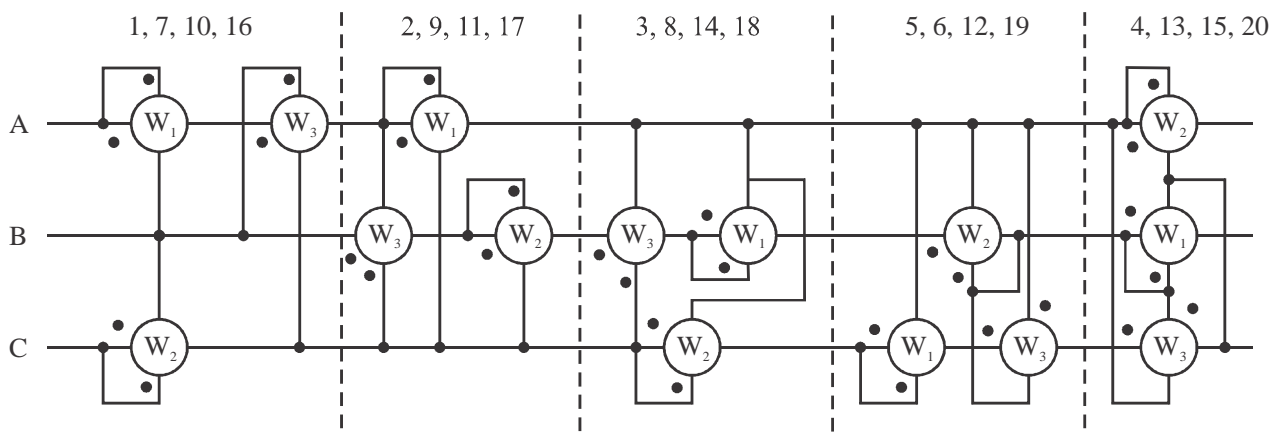 1, 7, 10, 16 2, 9, 11, 17 3, 8, 14, 18 5, 6, 12, 19 4, 13, 15, 20
A W₁ W₃ W₁ W₂
B W₃ W₂ W₃ W₁ W₂ W₁
C W₂ W₂ W₁ W₃ W₃